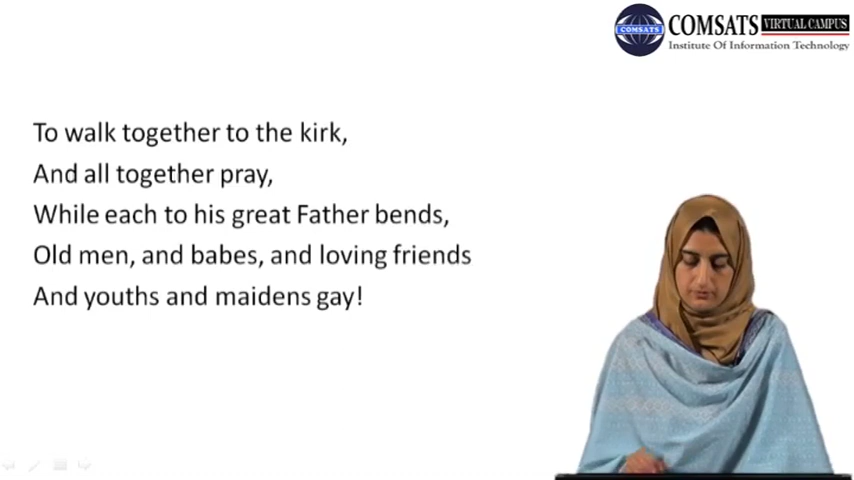 COMSATS
COMSATS VIRTUAL CAMPUS
Institute Of Information Technology
To walk together to the kirk,
And all together pray,
While each to his great Father bends,
Old men, and babes, and loving friends
And youths and maidens gay!